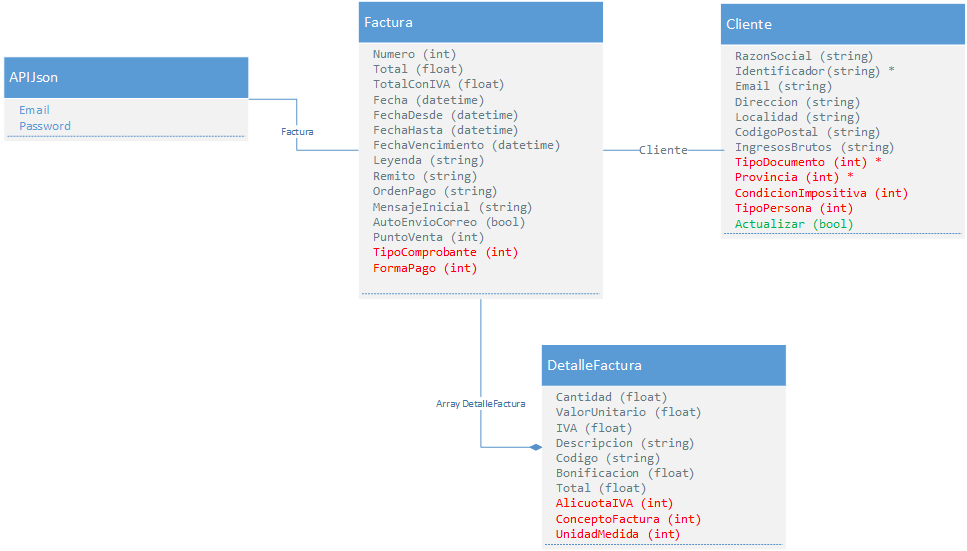 APIJson
Email
Password
Factura
Factura
Numero (int)
Total (float)
TotalConIVA (float)
Fecha (datetime)
FechaDesde (datetime)
FechaHasta (datetime)
FechaVencimiento (datetime)
Leyenda (string)
Remito (string)
OrdenPago (string)
MensajeInicial (string)
AutoEnvioCorreo (bool)
PuntoVenta (int)
TipoComprobante (int)
FormaPago (int)
Cliente
Cliente
RazonSocial (string)
Identificador(string) *
Email (string)
Direccion (string)
Localidad (string)
CodigoPostal (string)
IngresosBrutos (string)
TipoDocumento (int) *
Provincia (int) *
CondicionImpositiva (int)
TipoPersona (int)
Actualizar (bool)
Array DetalleFactura
DetalleFactura
Cantidad (float)
ValorUnitario (float)
IVA (float)
Descripcion (string)
Codigo (string)
Bonificacion (float)
Total (float)
AlicuotaIVA (int)
ConceptoFactura (int)
UnidadMedida (int)